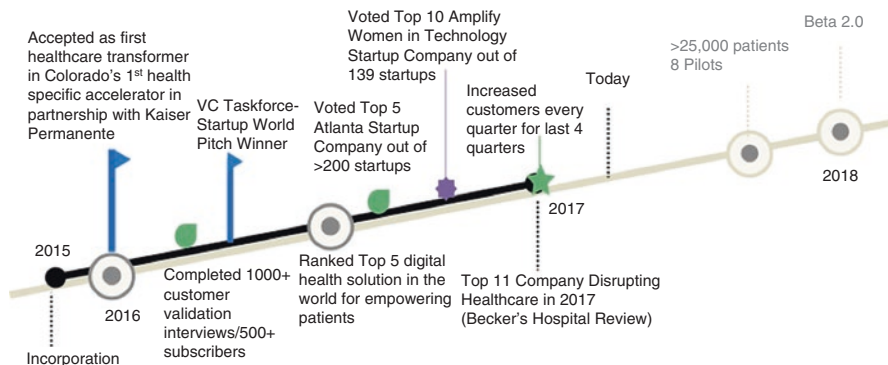 Accepted as first
healthcare transformer
in Colorado's 1st health
specific accelerator in
partnership with Kaiser
Permanente
VC Taskforce-
Startup World
Pitch Winner
Voted Top 5
Atlanta Startup
Company out of
>200 startups
Voted Top 10 Amplify
Women in Technology
Startup Company out of
139 startups
Increased
customers every
quarter for last 4
quarters
Today
>25,000 patients
8 Pilots
Beta 2.0
2015
2016
2017
2018
Incorporation
Completed 1000+
customer
validation
interviews/500+
subscribers
Ranked Top 5 digital
health solution in the
world for empowering
patients
Top 11 Company Disrupting
Healthcare in 2017
(Becker's Hospital Review)